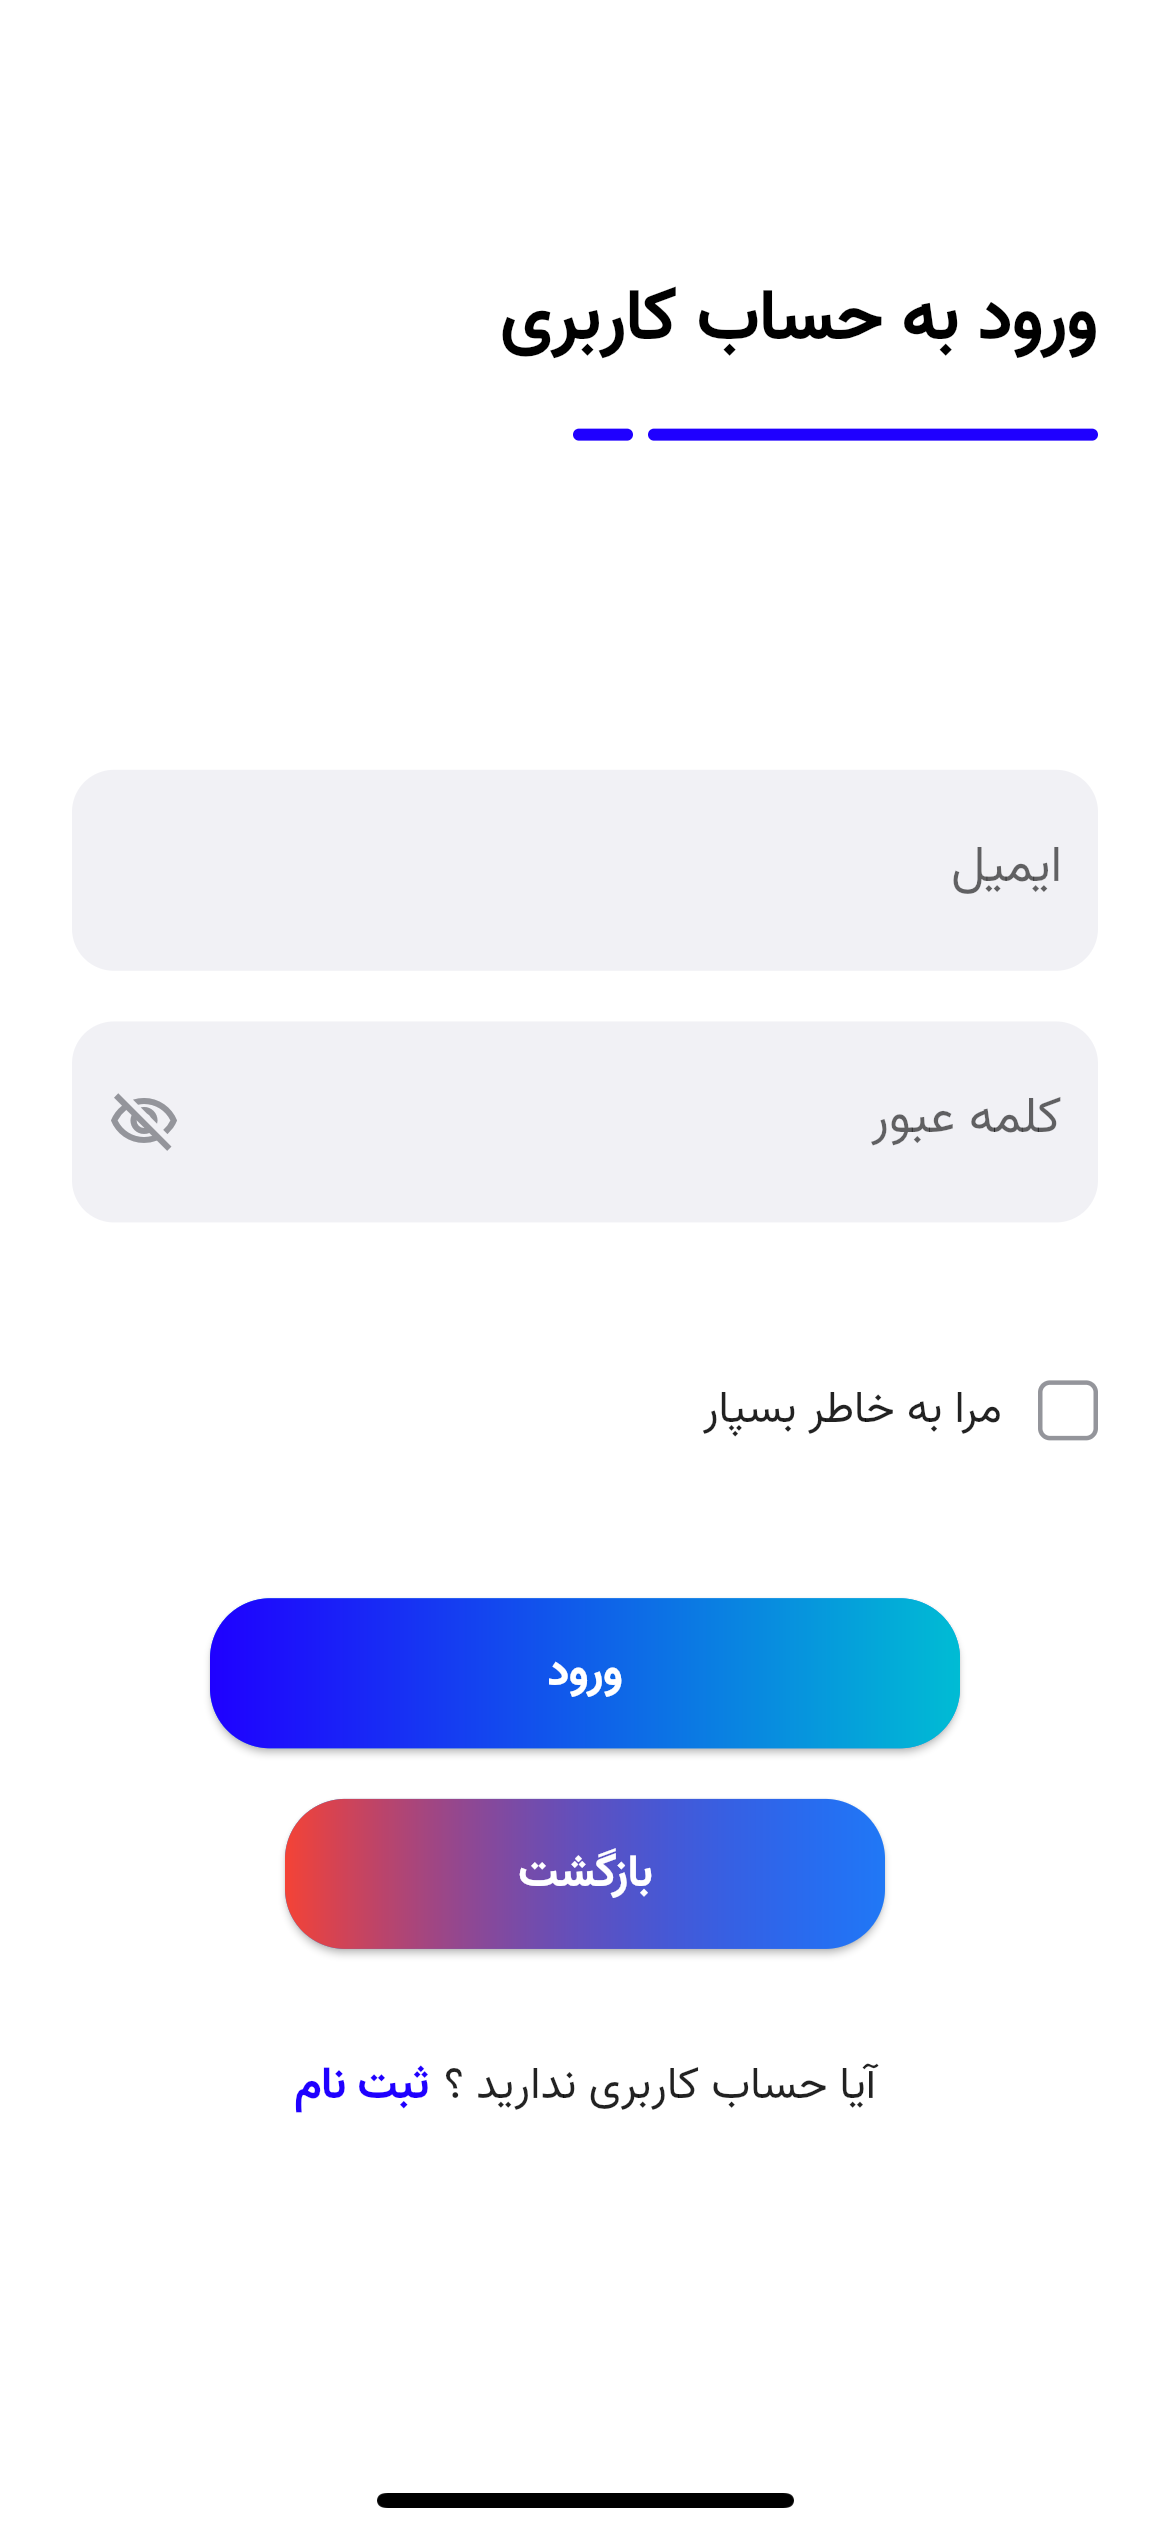 ورود به حساب کاربری
ایمیل
کلمه عبور
مرا به خاطر بسپار
ورود
بازگشت
آیا حساب کاربری ندارید ؟ ثبت نام